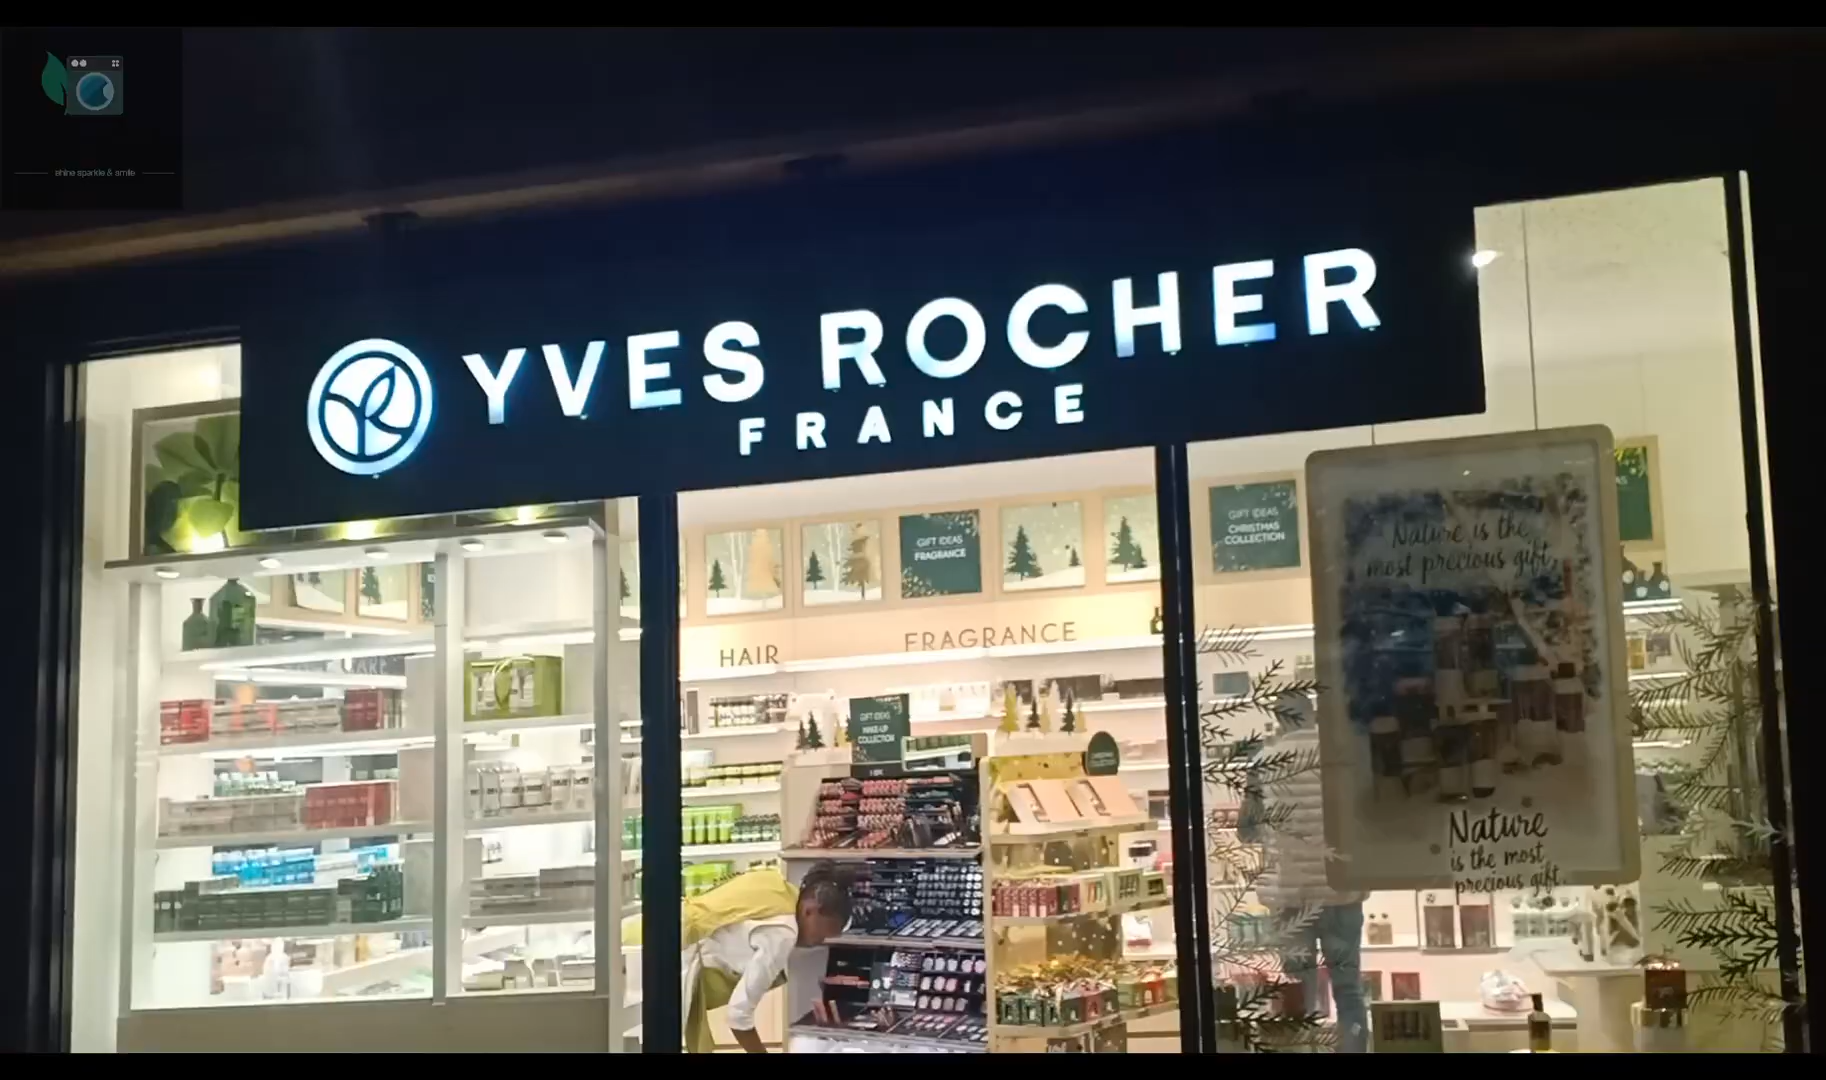 shine sparkle & smile
YVES ROCHER
FRANCE
GIFT IDEAS
FRAGRANCE
GIFT IDEAS
CHRISTMAS
COLLECTION
HAIR
FRAGRANCE
CARE
GIFT IDEAS
MAKE-UP
COLLECTION
Nature is the
most precious gift
Nature
is the most
precious gift.